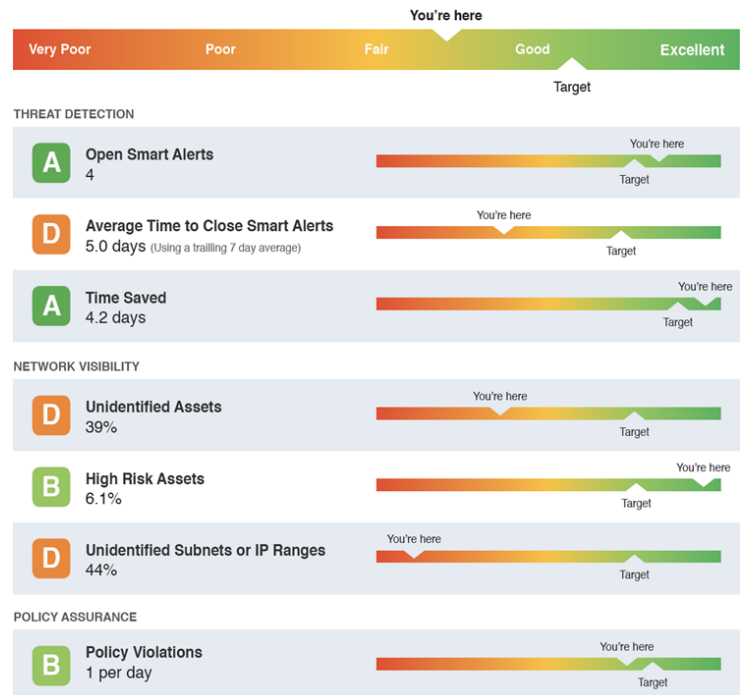 You're here
Very Poor Poor Fair Good Excellent
Target
THREAT DETECTION
A Open Smart Alerts
4
You're here
Target
D Average Time to Close Smart Alerts
5.0 days (Using a trailling 7 day average)
You're here
Target
A Time Saved
4.2 days
You're here
Target
NETWORK VISIBILITY
D Unidentified Assets
39%
You're here
Target
B High Risk Assets
6.1%
You're here
Target
D Unidentified Subnets or IP Ranges
44%
You're here
Target
POLICY ASSURANCE
B Policy Violations
1 per day
You're here
Target